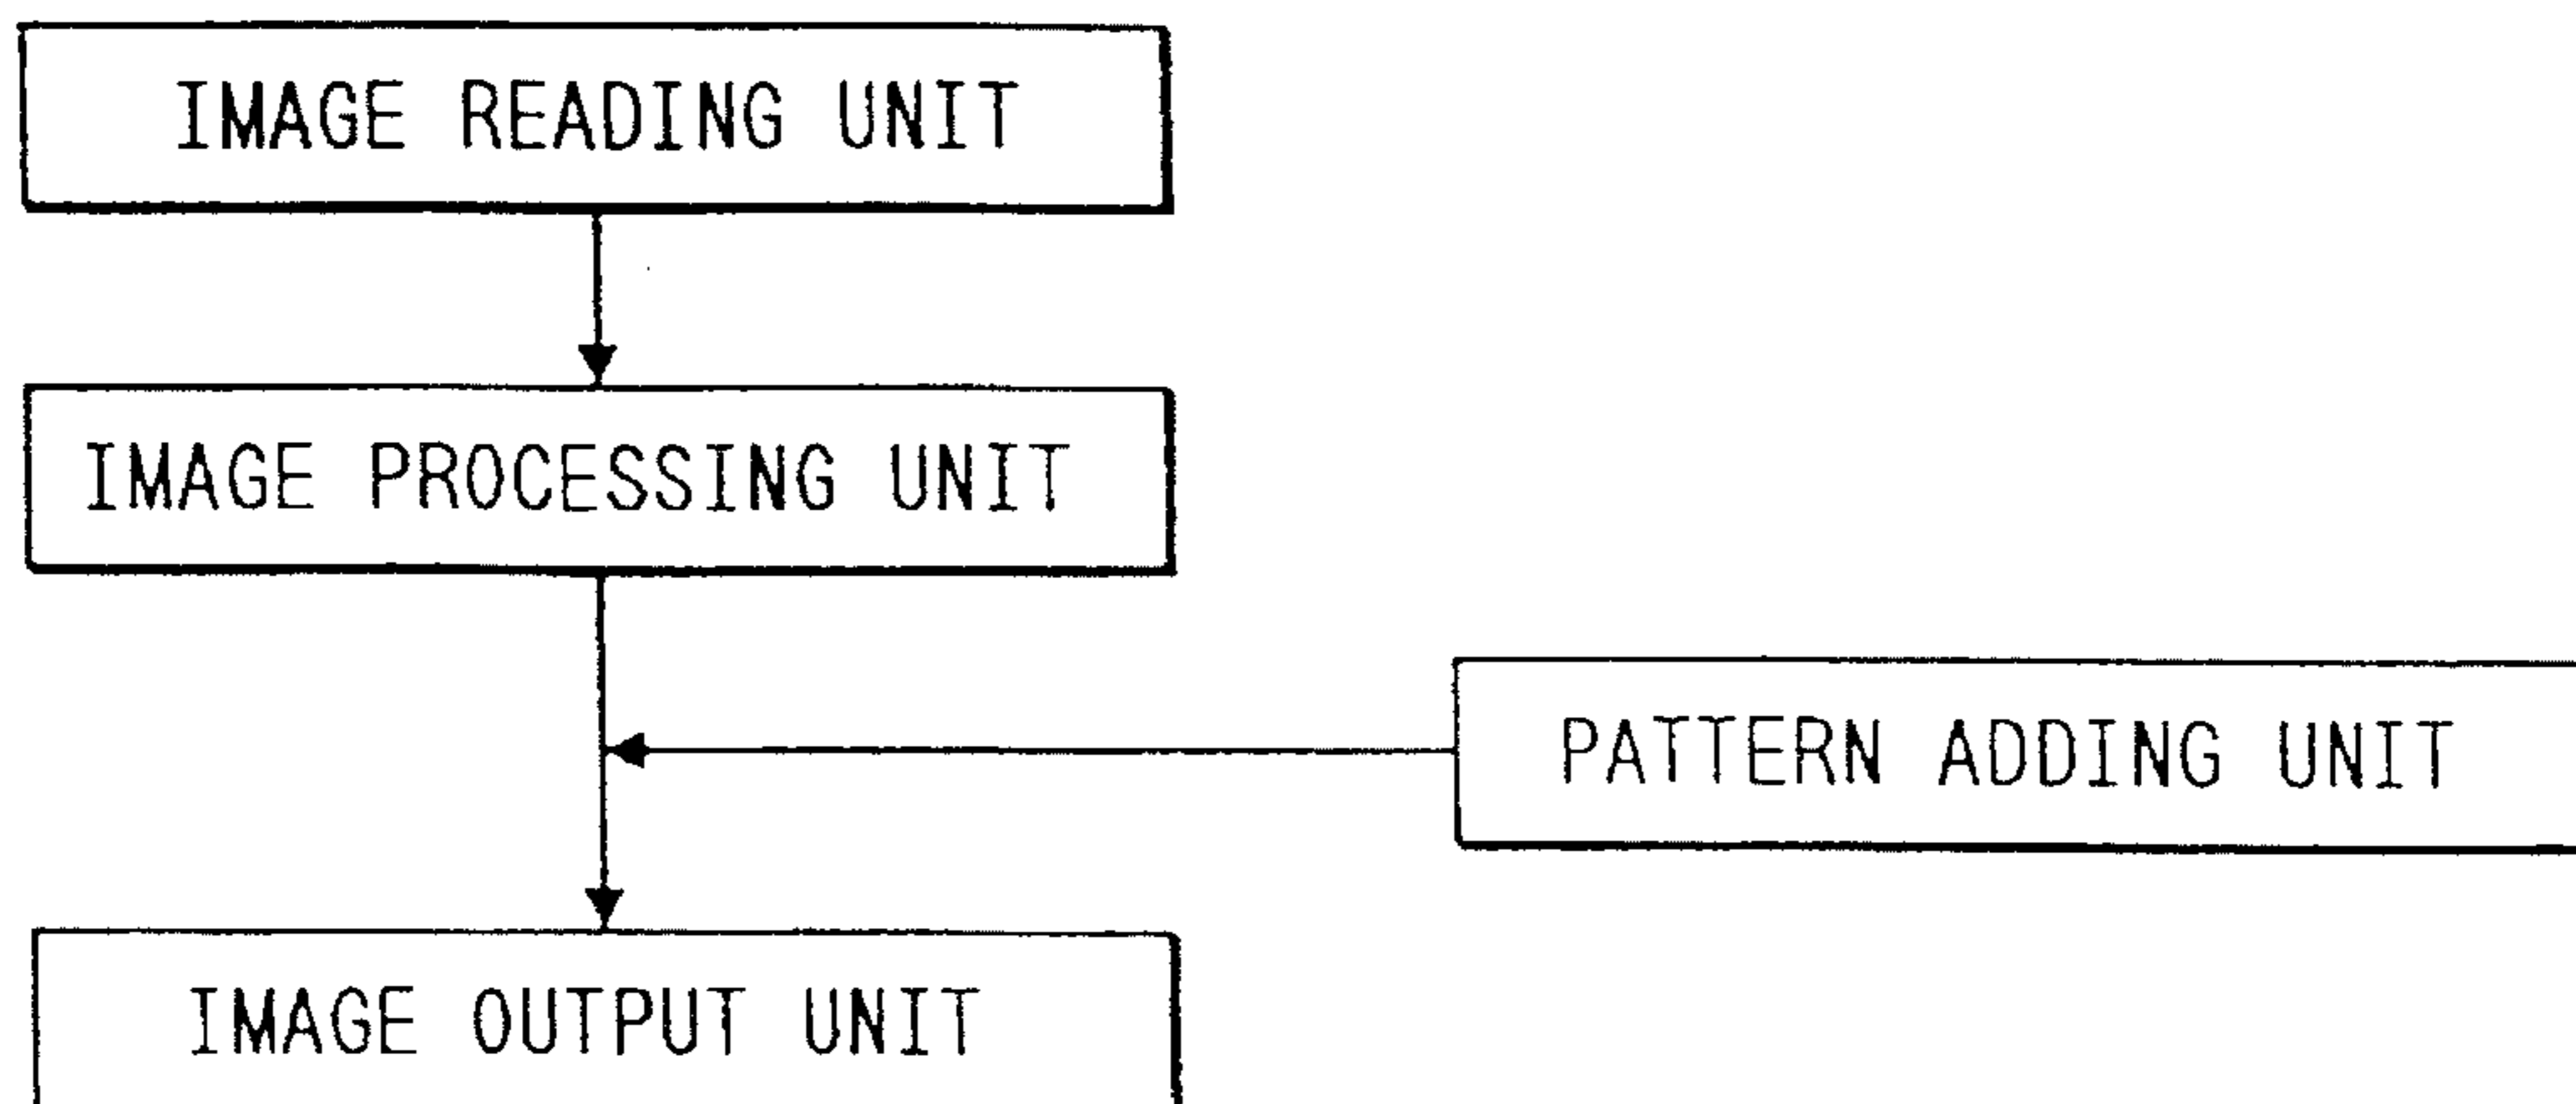 IMAGE READING UNIT
IMAGE PROCESSING UNIT
PATTERN ADDING UNIT
IMAGE OUTPUT UNIT